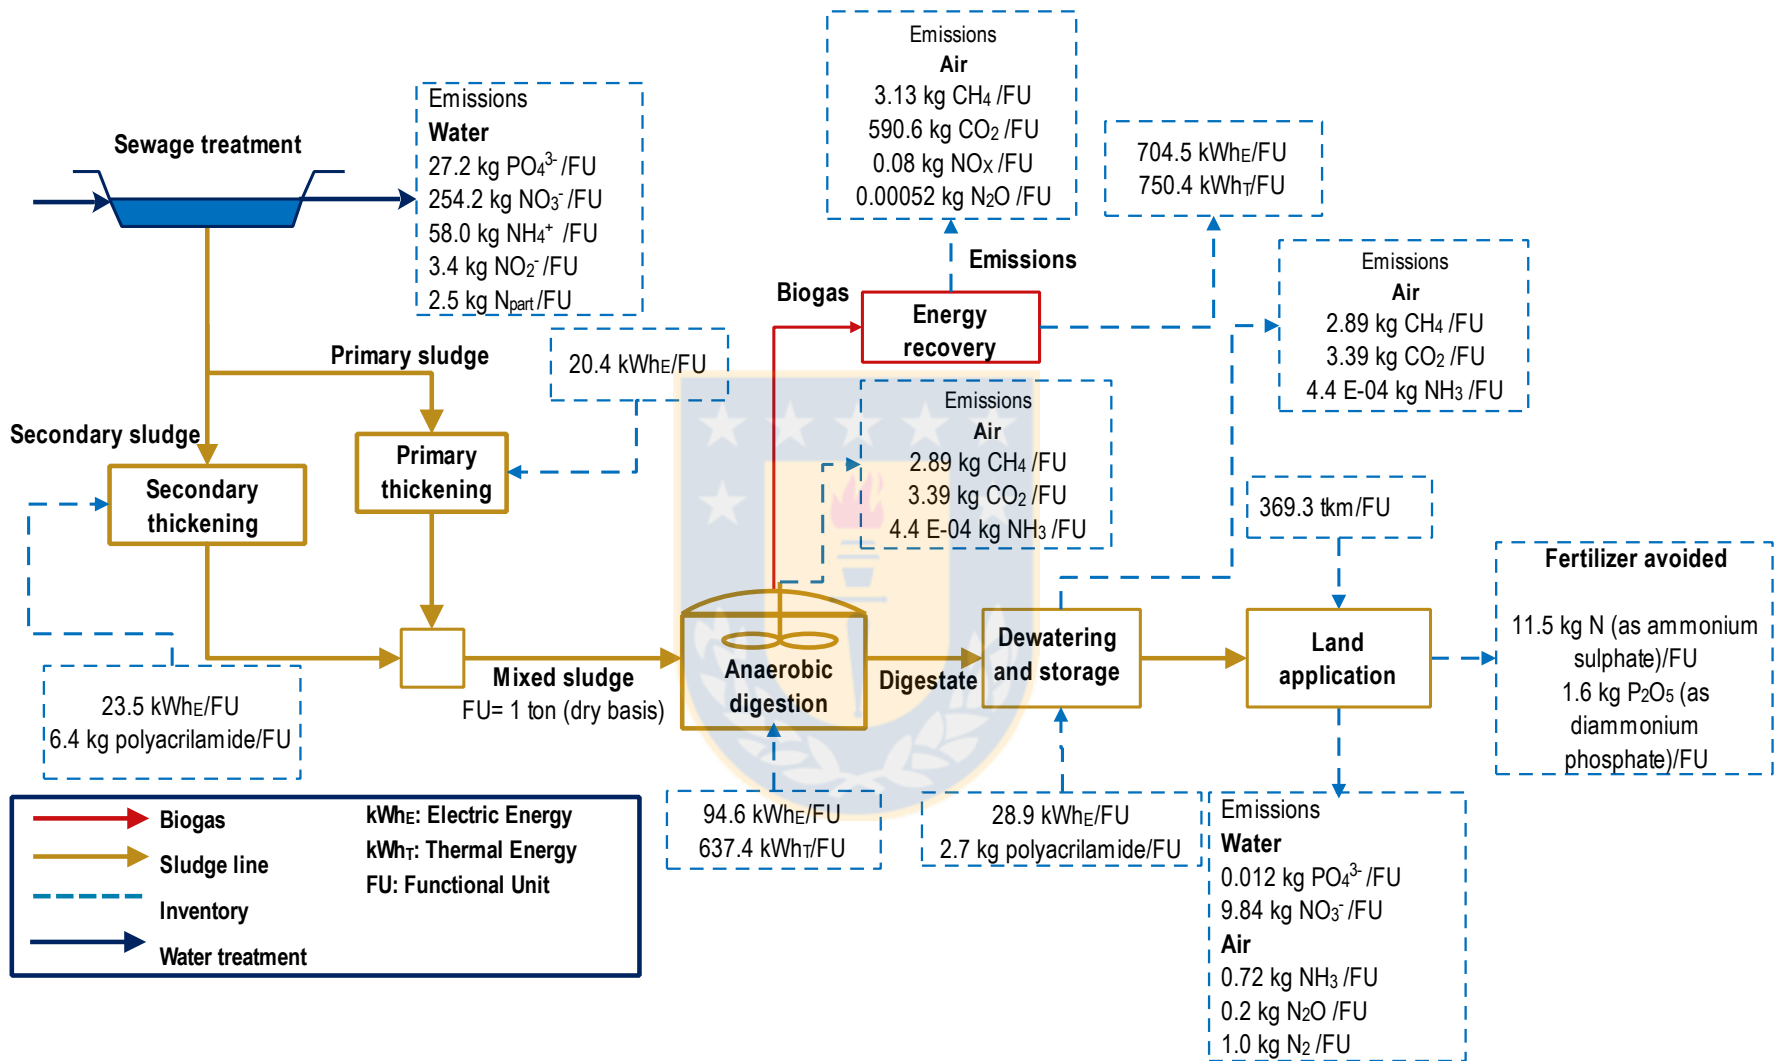 Sewage treatment
Emissions
Water
27.2 kg PO₄³⁻/FU
254.2 kg NO₃⁻/FU
58.0 kg NH₄⁺ /FU
3.4 kg NO₂⁻/FU
2.5 kg Npart/FU
Emissions
Air
3.13 kg CH₄ /FU
590.6 kg CO₂ /FU
0.08 kg NOx /FU
0.00052 kg N₂O /FU
704.5 kWhE/FU
750.4 kWhT/FU
Emissions
Emissions
Air
2.89 kg CH₄ /FU
3.39 kg CO₂ /FU
4.4 E-04 kg NH₃ /FU
Biogas
Energy
recovery
Primary sludge
20.4 kWhE/FU
Secondary sludge
Primary
thickening
Secondary
thickening
Emissions
Air
2.89 kg CH₄ /FU
3.39 kg CO₂ /FU
4.4 E-04 kg NH₃ /FU
369.3 tkm/FU
Fertilizer avoided
11.5 kg N (as ammonium
sulphate)/FU
1.6 kg P₂O₅ (as
diammonium
phosphate)/FU
Mixed sludge
FU= 1 ton (dry basis)
Anaerobic
digestion
Digestate
Dewatering
and storage
Land
application
23.5 kWhE/FU
6.4 kg polyacrilamide/FU
94.6 kWhE/FU
637.4 kWhT/FU
28.9 kWhE/FU
2.7 kg polyacrilamide/FU
Emissions
Water
0.012 kg PO₄³⁻/FU
9.84 kg NO₃⁻/FU
Air
0.72 kg NH₃ /FU
0.2 kg N₂O /FU
1.0 kg N₂ /FU
Biogas
Sludge line
Inventory
Water treatment
kWhE: Electric Energy
kWhT: Thermal Energy
FU: Functional Unit